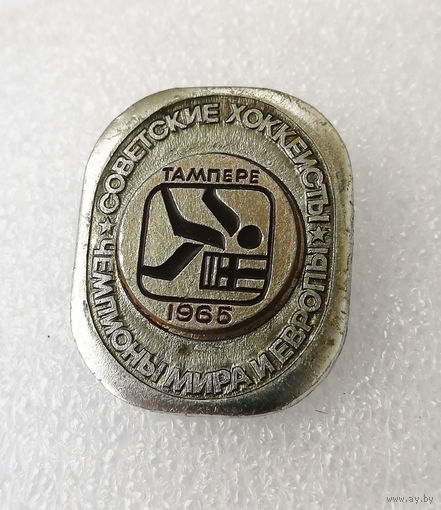 СОВЕТСКИЕ ХОККЕИСТЫ
★ЧЕМПИОНЫ МИРА И ЕВРОПЫ★
ТАМПЕРЕ
1965
www.ay.by